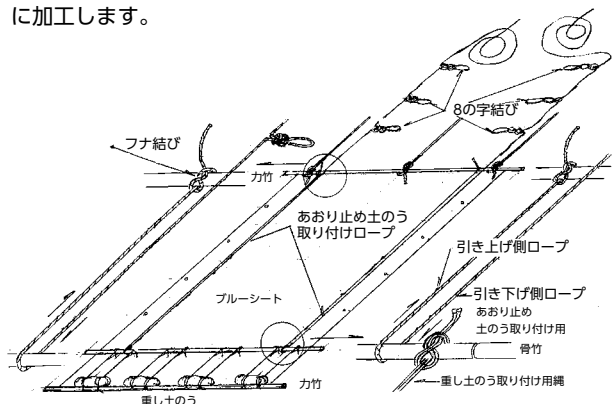 に加工します。
8の字結び
フナ結び
力竹
あおり止め土のう
取り付けロープ
引き上げ側ロープ
ブルーシート
引き下げ側ロープ
あおり止め
土のう取り付け用
骨竹
力竹
重し土のう取り付け用縄
重し土のう